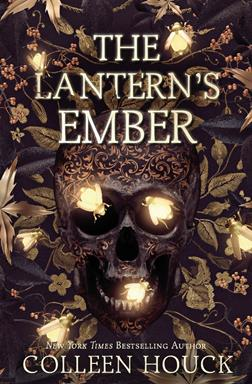 THE
LANTERN'S
EMBER
NEW YORK TIMES BESTSELLING AUTHOR
COLLEEN HOUCK